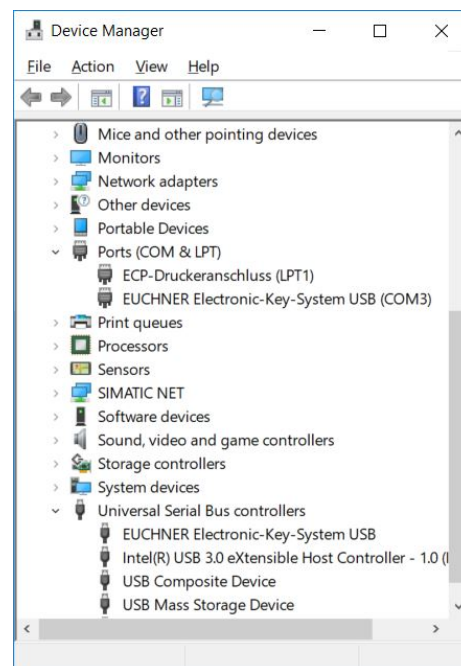 Device Manager
File Action View Help
Mice and other pointing devices
Monitors
Network adapters
Other devices
Portable Devices
Ports (COM & LPT)
ECP-Druckeranschluss (LPT1)
EUCHNER Electronic-Key-System USB (COM3)
Print queues
Processors
Sensors
SIMATIC NET
Software devices
Sound, video and game controllers
Storage controllers
System devices
Universal Serial Bus controllers
EUCHNER Electronic-Key-System USB
Intel(R) USB 3.0 eXtensible Host Controller - 1.0 (
USB Composite Device
USB Mass Storage Device